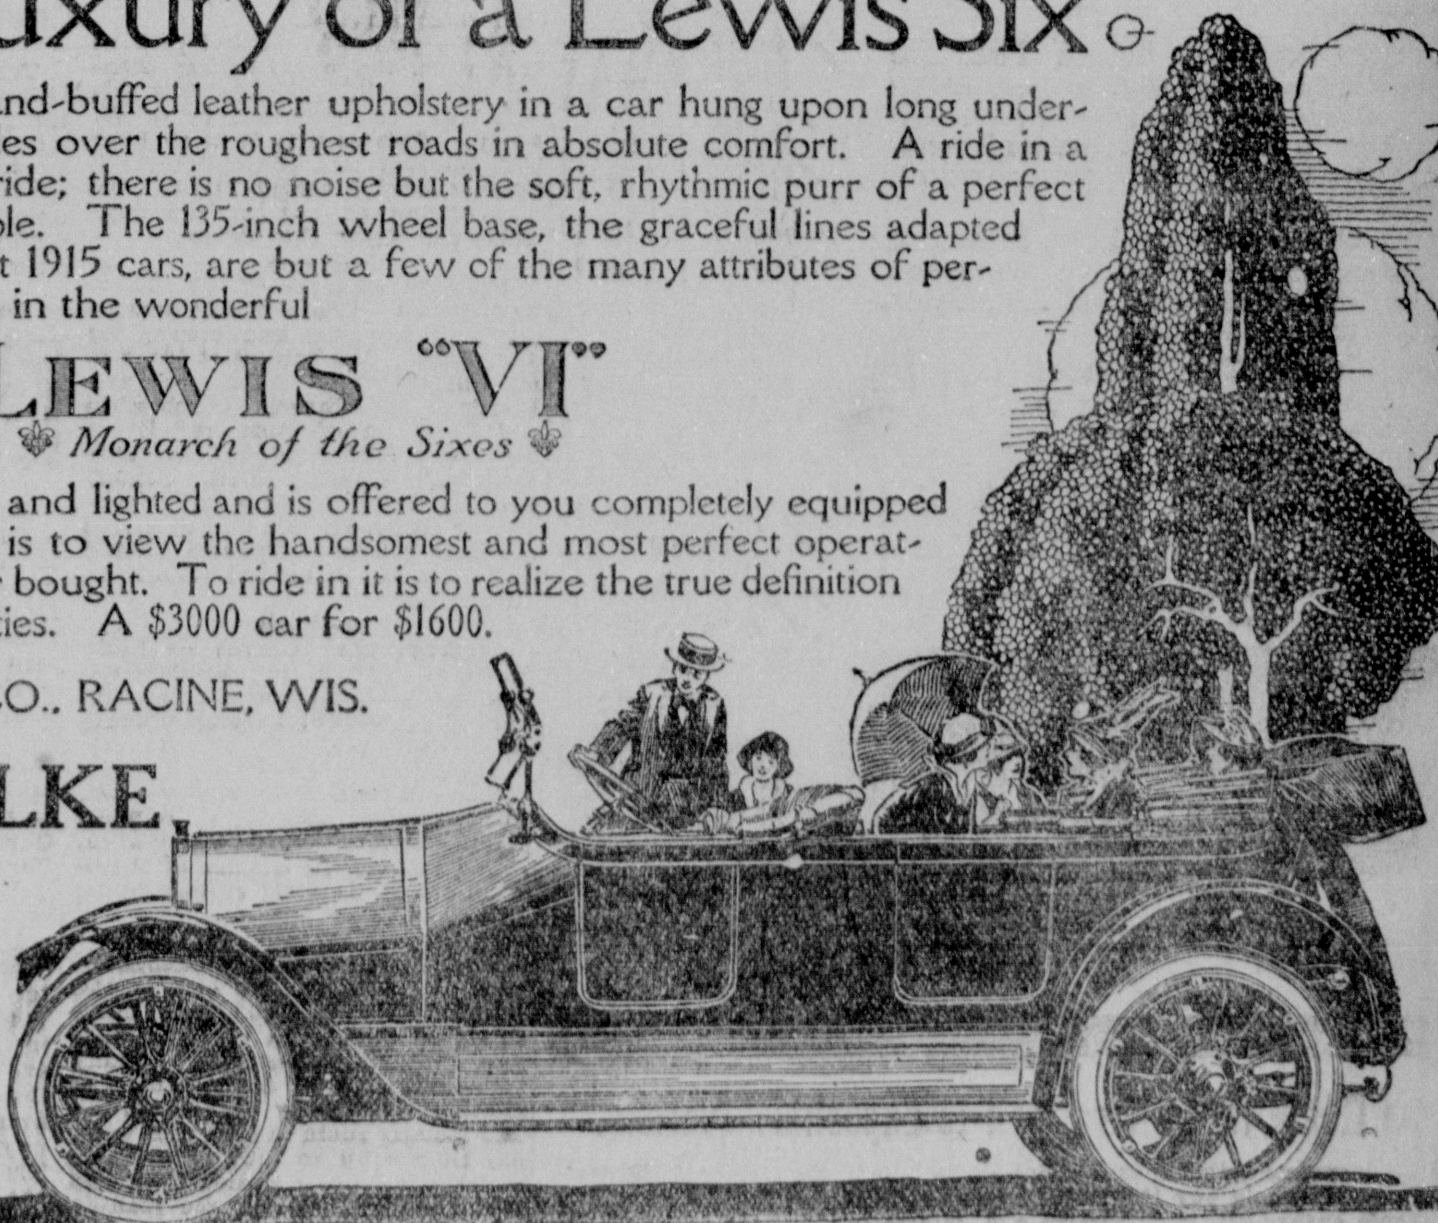 uxury of a Lewis Six
nd-buffed leather upholstery in a car hung upon long under-
es over the roughest roads in absolute comfort. A ride in a
ride; there is no noise but the soft, rhythmic purr of a perfect
ble. The 135-inch wheel base, the graceful lines adapted
t 1915 cars, are but a few of the many attributes of per-
in the wonderful
LEWIS "VI"
Monarch of the Sixes
and lighted and is offered to you completely equipped
is to view the handsomest and most perfect operat-
bought. To ride in it is to realize the true definition
ties. A $3000 car for $1600.
CO., RACINE, WIS.
LKE